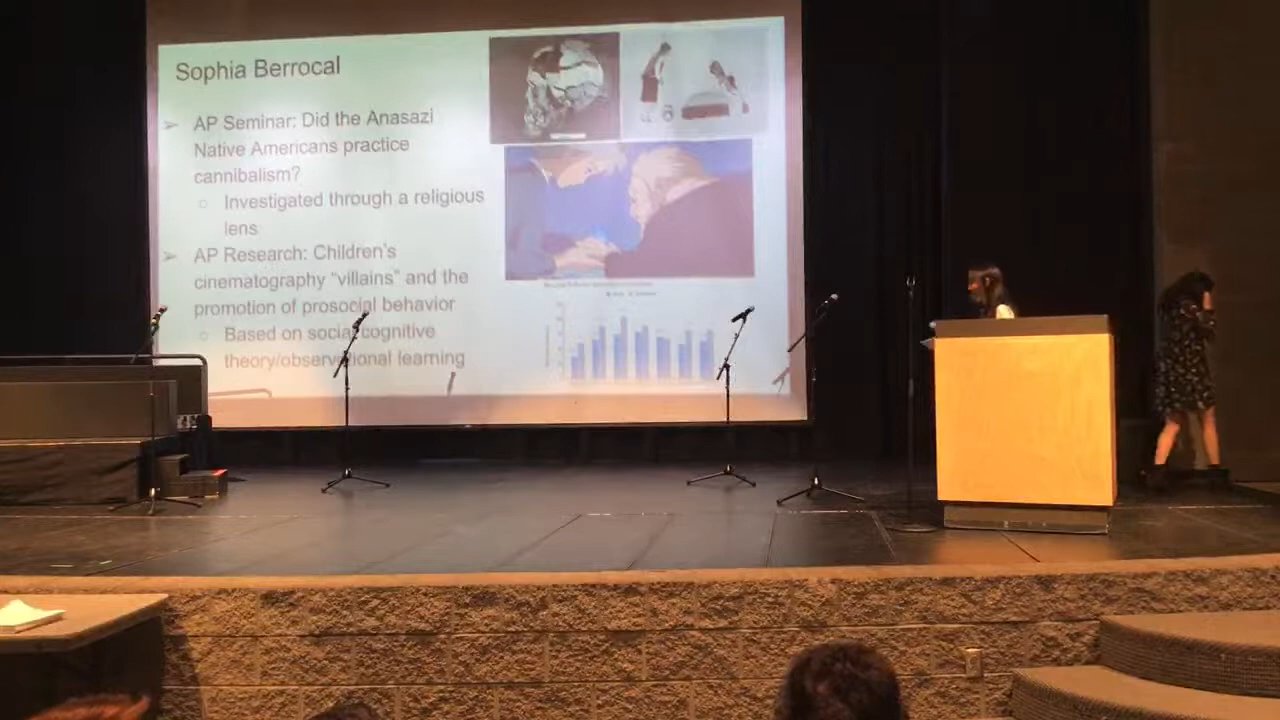 Sophia Berrocal
➢ AP Seminar: Did the Anasazi
Native Americans practice
cannibalism?
○ Investigated through a religious
lens
➢ AP Research: Children's
cinematography "villains" and the
promotion of prosocial behavior
○ Based on social cognitive
theory/observational learning